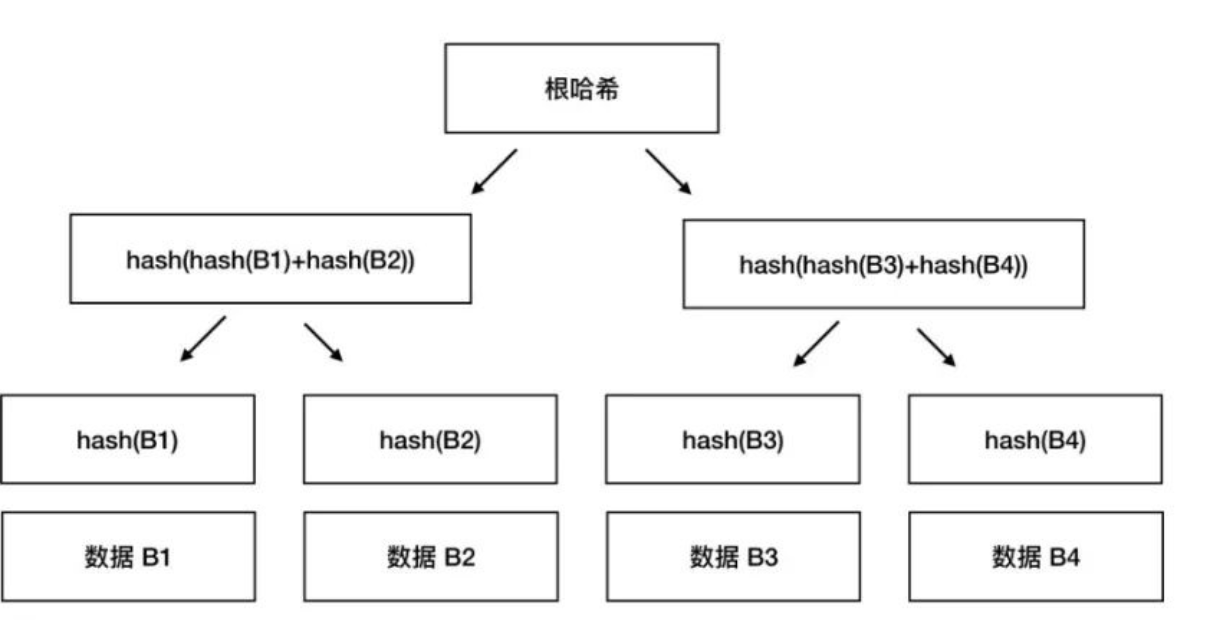 根哈希
hash(hash(B1)+hash(B2))
hash(hash(B3)+hash(B4))
hash(B1)
hash(B2)
hash(B3)
hash(B4)
数据 B1
数据 B2
数据 B3
数据 B4